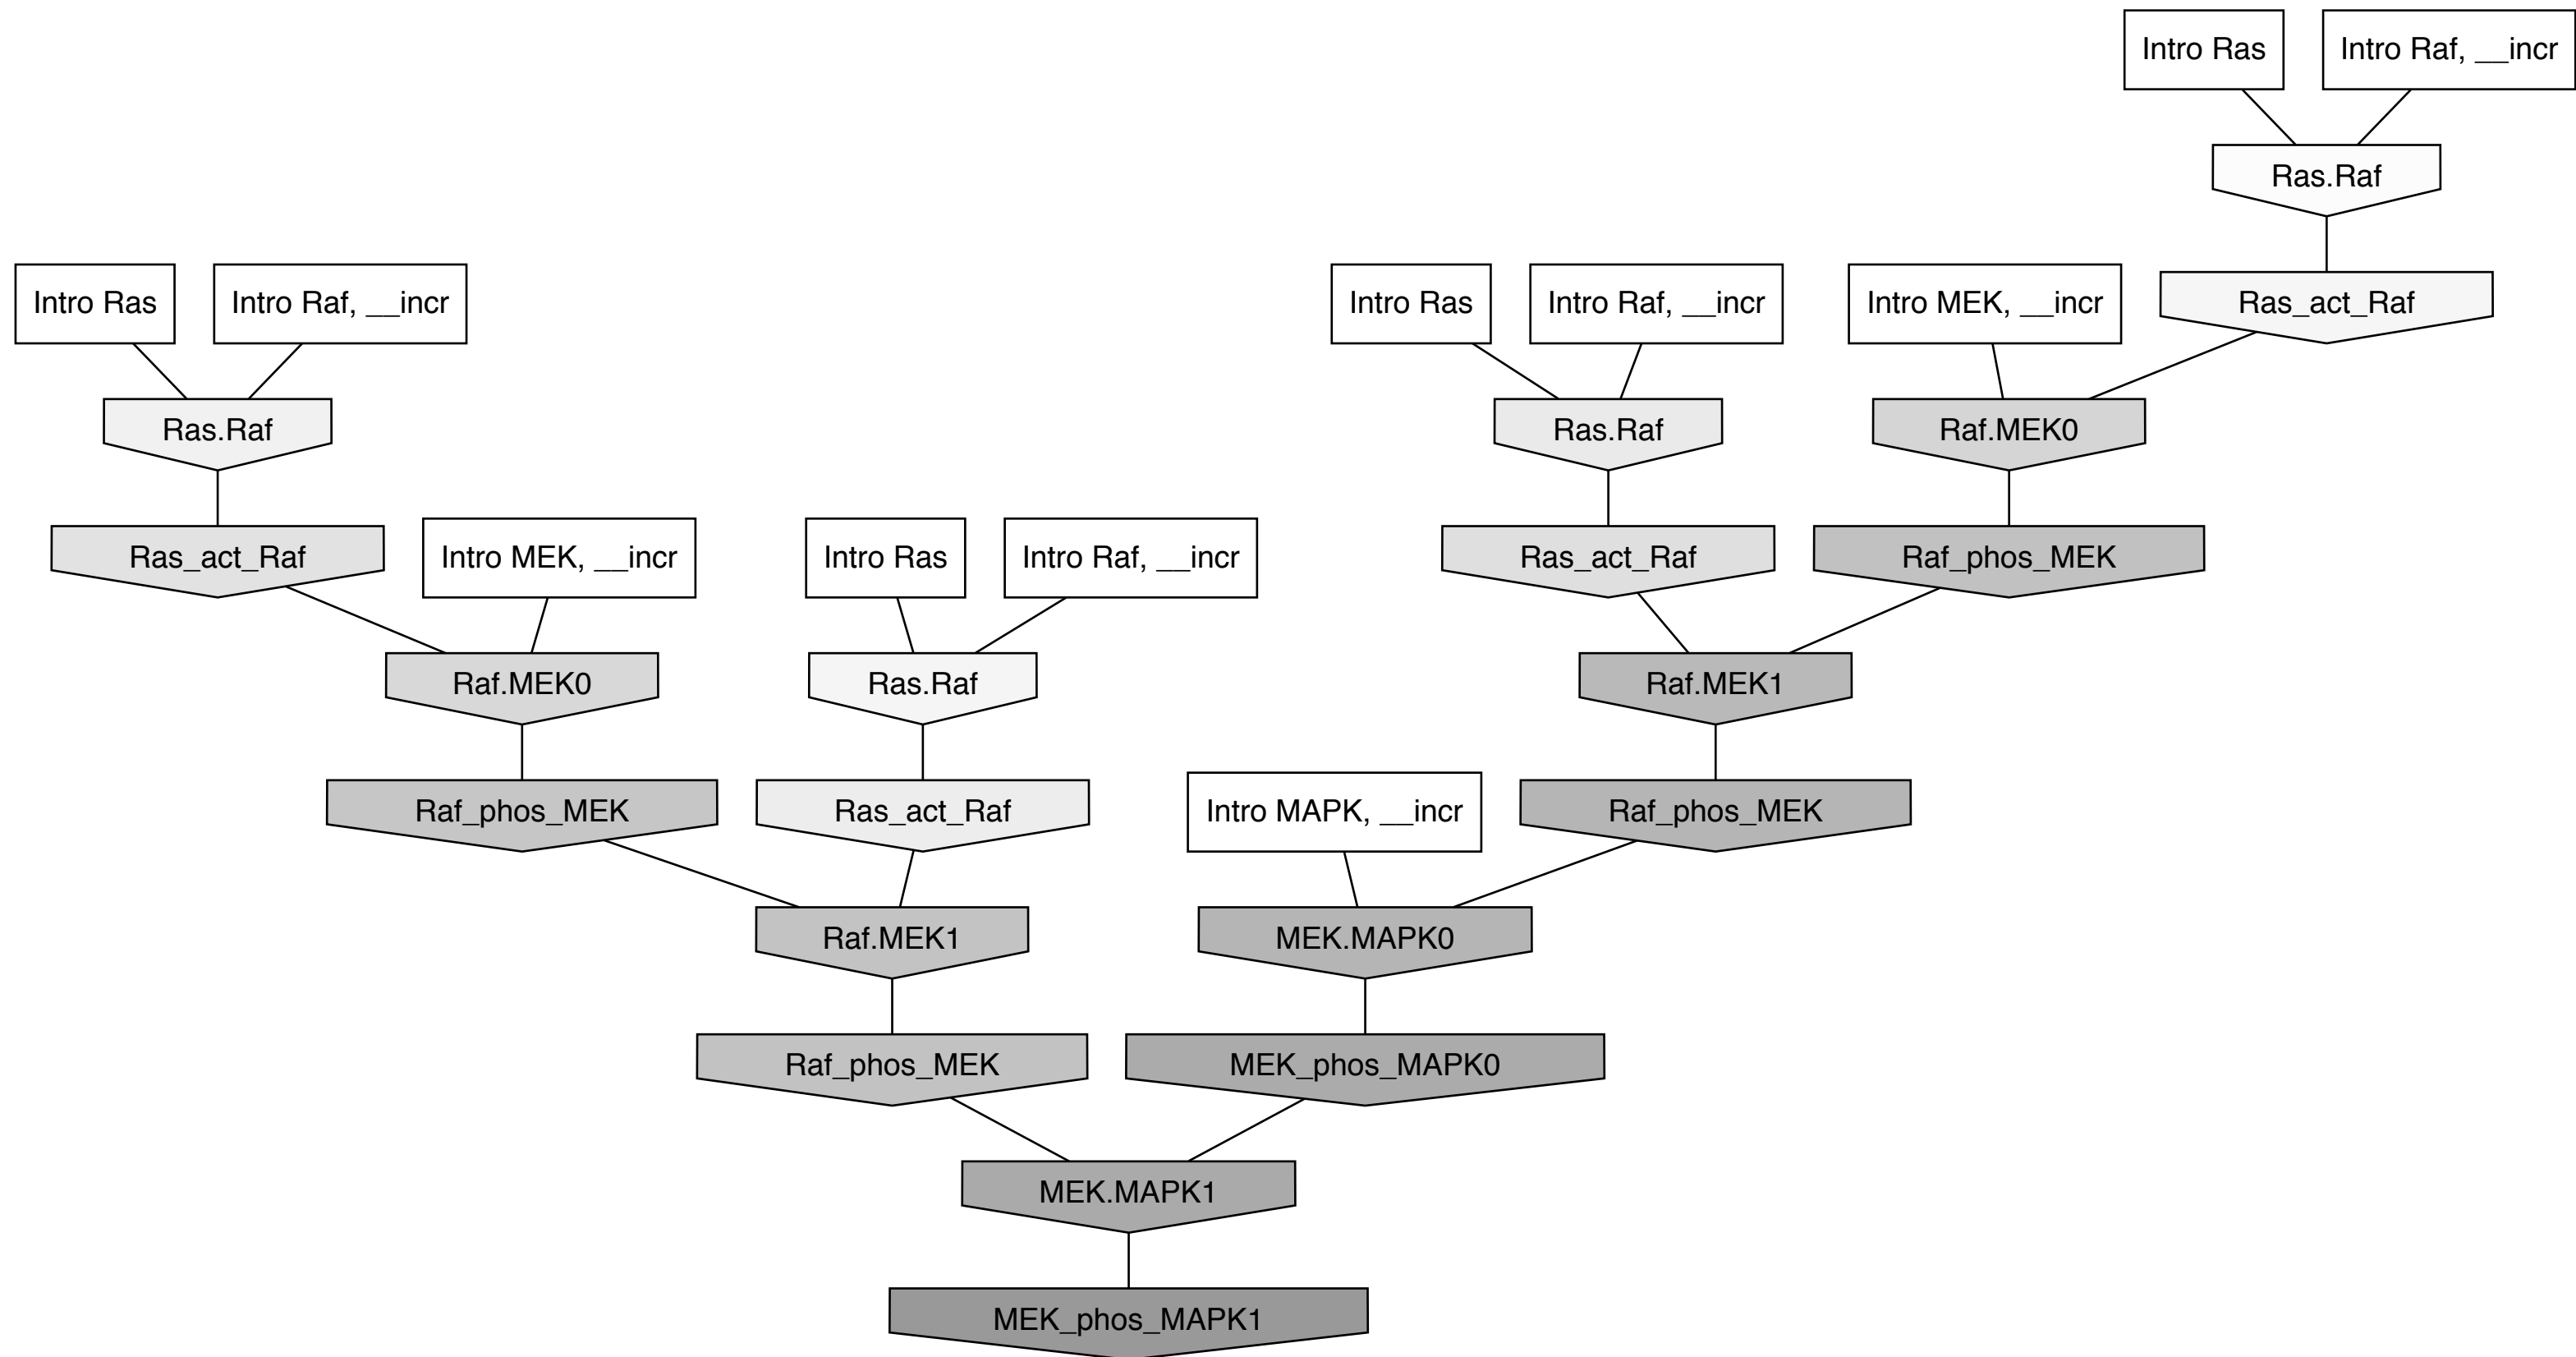 Intro Ras
Intro Raf, __incr
Ras.Raf
Intro Ras
Intro Raf, __incr
Intro Ras
Intro Raf, __incr
Intro MEK, __incr
Ras_act_Raf
Ras.Raf
Ras.Raf
Raf.MEK0
Ras_act_Raf
Intro MEK, __incr
Intro Ras
Intro Raf, __incr
Ras_act_Raf
Raf_phos_MEK
Raf.MEK0
Ras.Raf
Raf.MEK1
Raf_phos_MEK
Ras_act_Raf
Intro MAPK, __incr
Raf_phos_MEK
Raf.MEK1
MEK.MAPK0
Raf_phos_MEK
MEK_phos_MAPK0
MEK.MAPK1
MEK_phos_MAPK1